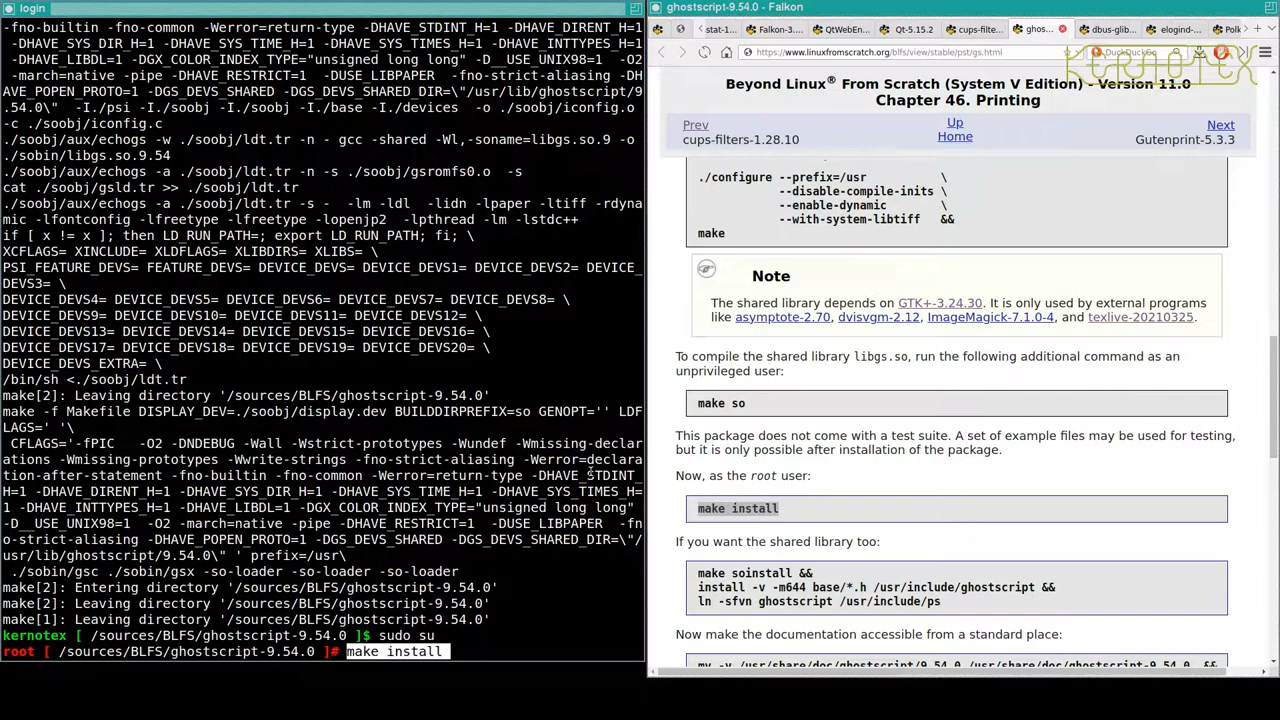 login
-fno-builtin -fno-common -Werror=return-type -DHAVE_STDINT_H=1 -DHAVE_DIRENT_H=1
-DHAVE_SYS_DIR_H=1 -DHAVE_SYS_TIME_H=1 -DHAVE_SYS_TIMES_H=1 -DHAVE_INTTYPES_H=1
-DHAVE_LIBDL=1 -DGX_COLOR_INDEX_TYPE="unsigned long long" -D__USE_UNIX98=1 -O2
-march=native -pipe -DHAVE_RESTRICT=1 -DUSE_LIBPAPER -fno-strict-aliasing -DH
AVE_POPEN_PROTO=1 -DGS_DEVS_SHARED -DGS_DEVS_SHARED_DIR=\"/usr/lib/ghostscript/9
.54.0\" -I./psi -I./soobj -I./soobj -I./base -I./devices -o ./soobj/iconfig.o
-c ./soobj/iconfig.c
./soobj/aux/echogs -w ./soobj/ldt.tr -n - gcc -shared -Wl,-soname=libgs.so.9 -o
./sobin/libgs.so.9.54
./soobj/aux/echogs -a ./soobj/ldt.tr -n -s ./soobj/gsromfs0.o -s
cat ./soobj/gsld.tr >> ./soobj/ldt.tr
./soobj/aux/echogs -a ./soobj/ldt.tr -s - -lm -ldl -lidn -lpaper -ltiff -rdyna
mic -lfontconfig -lfreetype -lfreetype -lopenjp2 -lpthread -lm -lstdc++
if [ x != x ]; then LD_RUN_PATH=; export LD_RUN_PATH; fi; \
XCFLAGS= XINCLUDE= XLDFLAGS= XLIBDIRS= XLIBS= \
PSI_FEATURE_DEVS= FEATURE_DEVS= DEVICE_DEVS= DEVICE_DEVS1= DEVICE_DEVS2= DEVICE_
DEVS3= \
DEVICE_DEVS4= DEVICE_DEVS5= DEVICE_DEVS6= DEVICE_DEVS7= DEVICE_DEVS8= \
DEVICE_DEVS9= DEVICE_DEVS10= DEVICE_DEVS11= DEVICE_DEVS12= \
DEVICE_DEVS13= DEVICE_DEVS14= DEVICE_DEVS15= DEVICE_DEVS16= \
DEVICE_DEVS17= DEVICE_DEVS18= DEVICE_DEVS19= DEVICE_DEVS20= \
DEVICE_DEVS_EXTRA= \
/bin/sh <./soobj/ldt.tr
make[2]: Leaving directory '/sources/BLFS/ghostscript-9.54.0'
make -f Makefile DISPLAY_DEV=./soobj/display.dev BUILDDIRPREFIX=so GENOPT='' LDF
LAGS=' '\
CFLAGS='-fPIC -O2 -DNDEBUG -Wall -Wstrict-prototypes -Wundef -Wmissing-declar
ations -Wmissing-prototypes -Wwrite-strings -fno-strict-aliasing -Werror=declara
tion-after-statement -fno-builtin -fno-common -Werror=return-type -DHAVE_STDINT_
H=1 -DHAVE_DIRENT_H=1 -DHAVE_SYS_DIR_H=1 -DHAVE_SYS_TIME_H=1 -DHAVE_SYS_TIMES_H=
1 -DHAVE_INTTYPES_H=1 -DHAVE_LIBDL=1 -DGX_COLOR_INDEX_TYPE="unsigned long long"
-D__USE_UNIX98=1 -O2 -march=native -pipe -DHAVE_RESTRICT=1 -DUSE_LIBPAPER -fn
o-strict-aliasing -DHAVE_POPEN_PROTO=1 -DGS_DEVS_SHARED -DGS_DEVS_SHARED_DIR=\"/
usr/lib/ghostscript/9.54.0\" ' prefix=/usr\
./sobin/gsc ./sobin/gsx -so-loader -so-loader -so-loader
make[2]: Entering directory '/sources/BLFS/ghostscript-9.54.0'
make[2]: Leaving directory '/sources/BLFS/ghostscript-9.54.0'
make[1]: Leaving directory '/sources/BLFS/ghostscript-9.54.0'
kernotex [ /sources/BLFS/ghostscript-9.54.0 ]$ sudo su
root [ /sources/BLFS/ghostscript-9.54.0 ]# make install
ghostscript-9.54.0 - Falkon
stat-1... Falkon-3.... QtWebEn... Qt-5.15.2 cups-filte... ghos... dbus-glib... elogind-... Polk
https://www.linuxfromscratch.org/blfs/view/stable/pst/gs.html DuckDuckGo
KERNOTEX
Beyond Linux® From Scratch (System V Edition) - Version 11.0
Chapter 46. Printing
Prev Up Next
cups-filters-1.28.10 Home Gutenprint-5.3.3
./configure --prefix=/usr \
--disable-compile-inits \
--enable-dynamic \
--with-system-libtiff &&
make
Note
The shared library depends on GTK+-3.24.30. It is only used by external programs
like asymptote-2.70, dvisvgm-2.12, ImageMagick-7.1.0-4, and texlive-20210325.
To compile the shared library libgs.so, run the following additional command as an
unprivileged user:
make so
This package does not come with a test suite. A set of example files may be used for testing,
but it is only possible after installation of the package.
Now, as the root user:
make install
If you want the shared library too:
make soinstall &&
install -v -m644 base/*.h /usr/include/ghostscript &&
ln -sfvn ghostscript /usr/include/ps
Now make the documentation accessible from a standard place:
mv -v /usr/share/doc/ghostscript/9.54.0 /usr/share/doc/ghostscript-9.54.0 &&